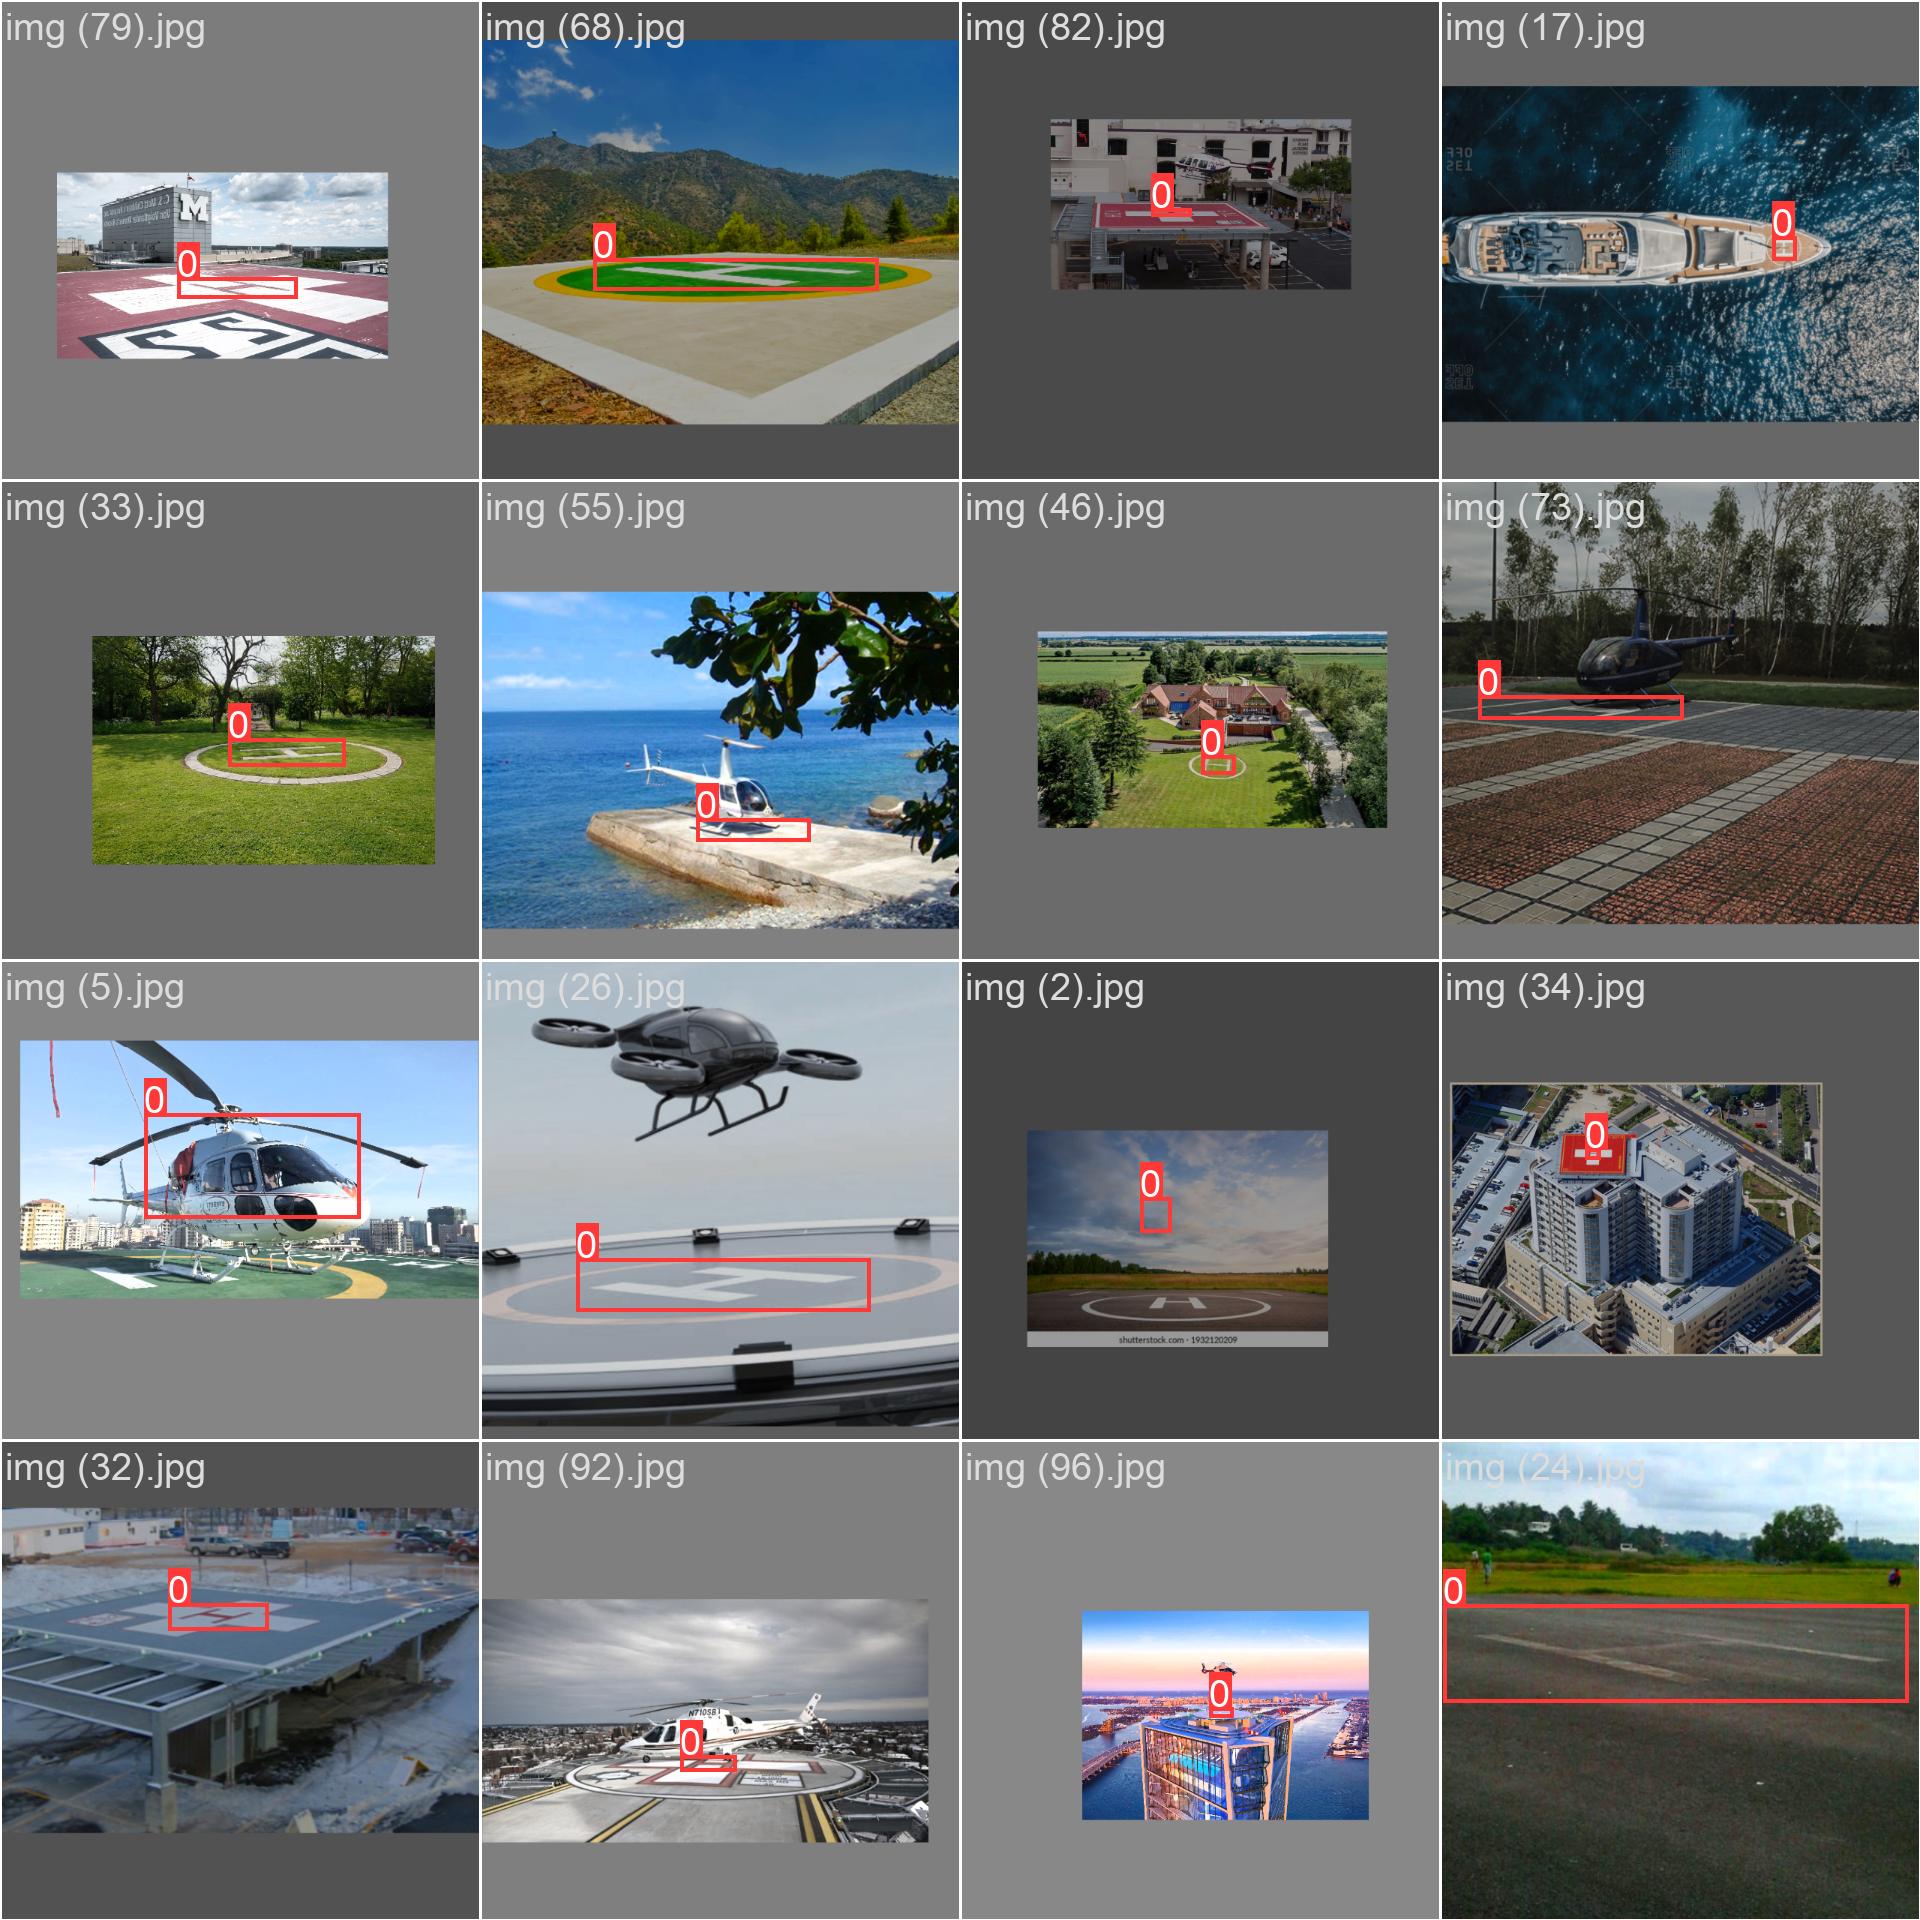 img (79).jpg
img (68).jpg
img (82).jpg
img (17).jpg
M
0
0
0
0
H
S
img (33).jpg
img (55).jpg
img (46).jpg
img (73).jpg
0
0
0
0
H
img (5).jpg
img (26).jpg
img (2).jpg
img (34).jpg
0
0
0
0
H
H
shutterstock.com · 1932120209
img (32).jpg
img (92).jpg
img (96).jpg
img (24).jpg
0
0
0
0
H
N710SB
H